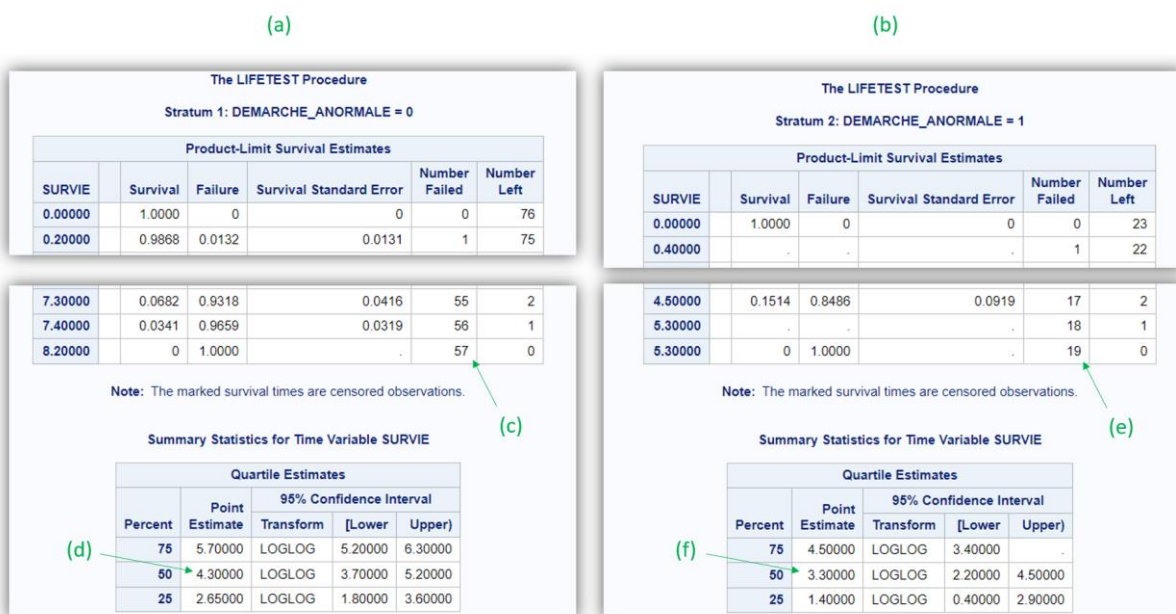 (a)
The LIFETEST Procedure
Stratum 1: DEMARCHE_ANORMALE = 0
Product-Limit Survival Estimates
SURVIE Survival Failure Survival Standard Error Number Failed Number Left
0.00000 1.0000 0 0 0 76
0.20000 0.9868 0.0132 0.0131 1 75
7.30000 0.0682 0.9318 0.0416 55 2
7.40000 0.0341 0.9659 0.0319 56 1
8.20000 0 1.0000 . 57 0
Note: The marked survival times are censored observations.
(c)
Summary Statistics for Time Variable SURVIE
Quartile Estimates
Percent Point Estimate 95% Confidence Interval
Transform [Lower Upper)
75 5.70000 LOGLOG 5.20000 6.30000
(d)
50 4.30000 LOGLOG 3.70000 5.20000
25 2.65000 LOGLOG 1.80000 3.60000
(b)
The LIFETEST Procedure
Stratum 2: DEMARCHE_ANORMALE = 1
Product-Limit Survival Estimates
SURVIE Survival Failure Survival Standard Error Number Failed Number Left
0.00000 1.0000 0 0 0 23
0.40000 . . . 1 22
4.50000 0.1514 0.8486 0.0919 17 2
5.30000 . . . 18 1
5.30000 0 1.0000 . 19 0
Note: The marked survival times are censored observations.
(e)
Summary Statistics for Time Variable SURVIE
Quartile Estimates
Percent Point Estimate 95% Confidence Interval
Transform [Lower Upper)
75 4.50000 LOGLOG 3.40000 .
(f)
50 3.30000 LOGLOG 2.20000 4.50000
25 1.40000 LOGLOG 0.40000 2.90000